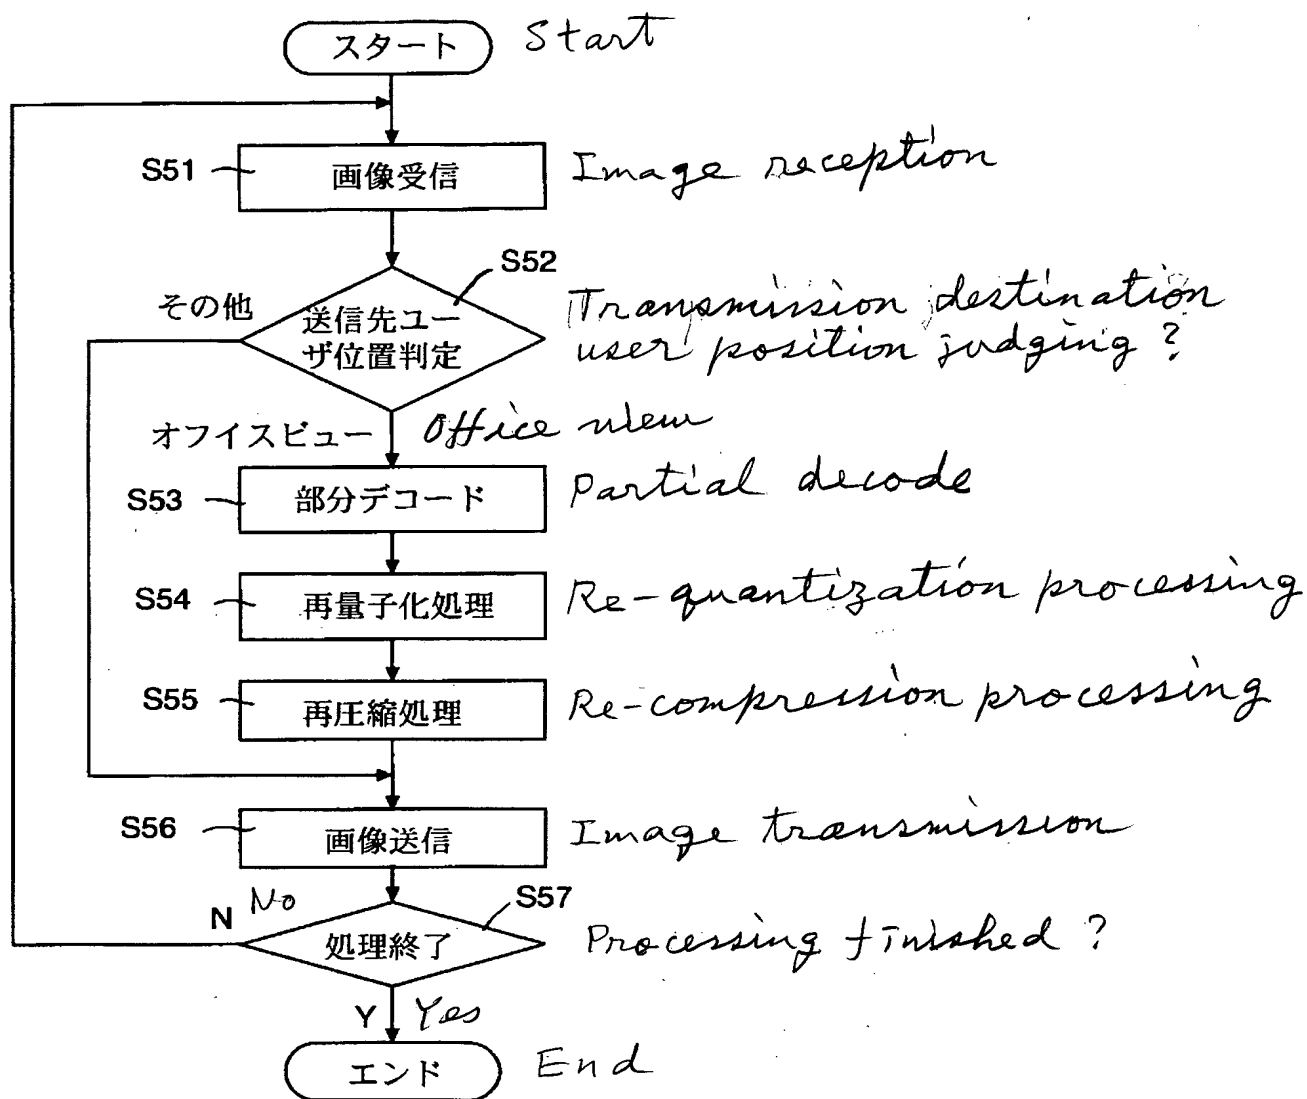 スタート Start
S51 画像受信 Image reception
S52
その他 送信先ユー Transmission destination
ザ位置判定 user position judging ?
オフイスビュー Office view
S53 部分デコード Partial decode
S54 再量子化処理 Re-quantization processing
S55 再圧縮処理 Re-compression processing
S56 画像送信 Image transmission
N No S57
処理終了 Processing finished ?
Y Yes
エンド End